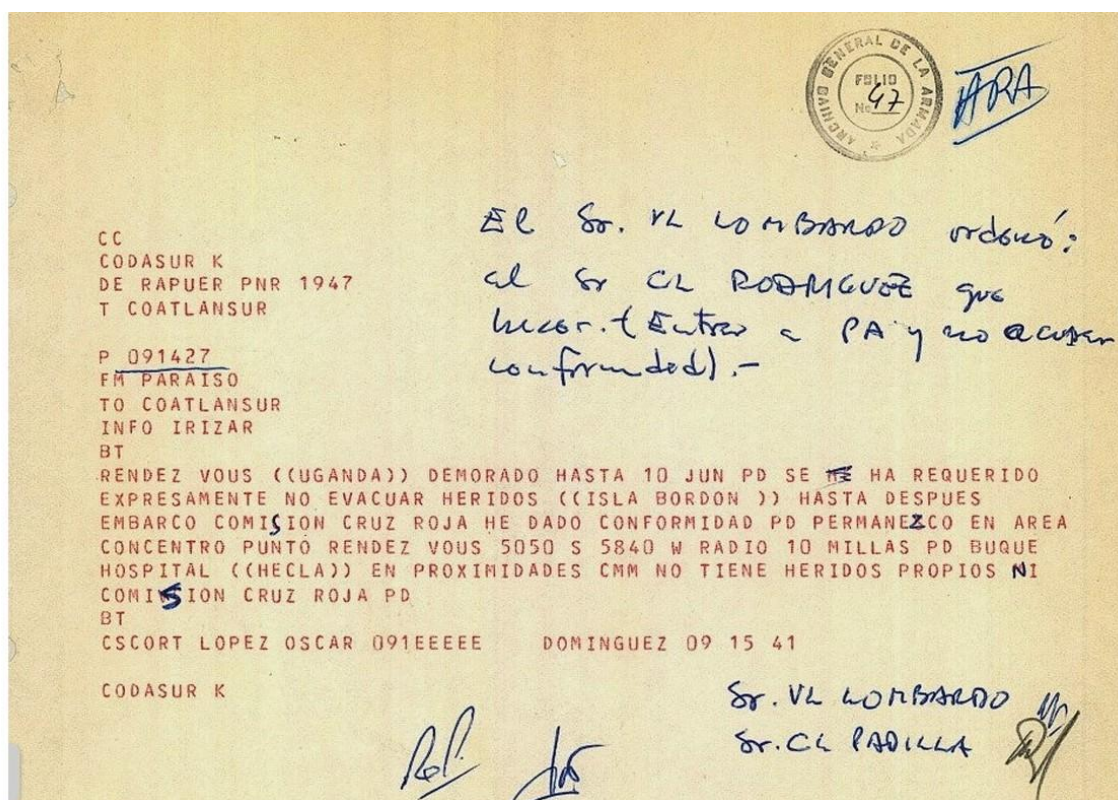 ARCHIVO GENERAL DE LA ARMADA
FOLIO
No 47
ARA
El Sr. VL LOMBARDO ordenó:
al Sr CL RODRIGUEZ que
(Entrar a PA y no acusar
conformidad).-
CC
CODASUR K
DE RAPUER PNR 1947
T COATLANSUR
P 091427
FM PARAISO
TO COATLANSUR
INFO IRIZAR
BT
RENDEZ VOUS ((UGANDA)) DEMORADO HASTA 10 JUN PD SE HA REQUERIDO
EXPRESAMENTE NO EVACUAR HERIDOS ((ISLA BORDON )) HASTA DESPUES
EMBARCO COMISION CRUZ ROJA HE DADO CONFORMIDAD PD PERMANEZCO EN AREA
CONCENTRO PUNTO RENDEZ VOUS 5050 S 5840 W RADIO 10 MILLAS PD BUQUE
HOSPITAL ((HECLA)) EN PROXIMIDADES CMM NO TIENE HERIDOS PROPIOS NI
COMISION CRUZ ROJA PD
BT
CSCORT LOPEZ OSCAR 091EEEEE DOMINGUEZ 09 15 41
CODASUR K
Sr. VL LOMBARDO
Sr. CL PADILLA